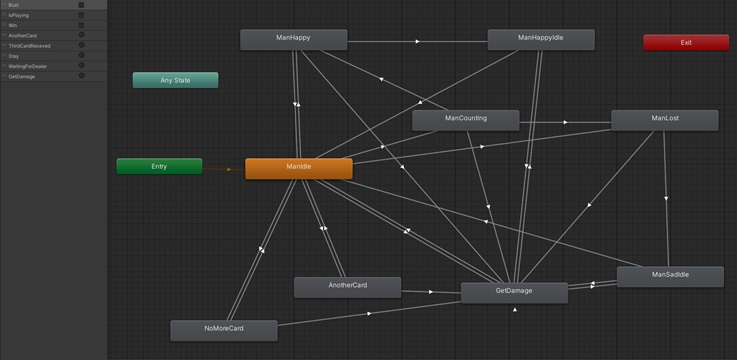 Bust
IsPlaying
Win
AnotherCard
ThirdCardReceved
Stay
WaitingForDealer
GetDamage
ManHappy
ManHappyIdle
Exit
Any State
ManCounting
ManLost
Entry
ManIdle
ManSadIdle
AnotherCard
GetDamage
NoMoreCard